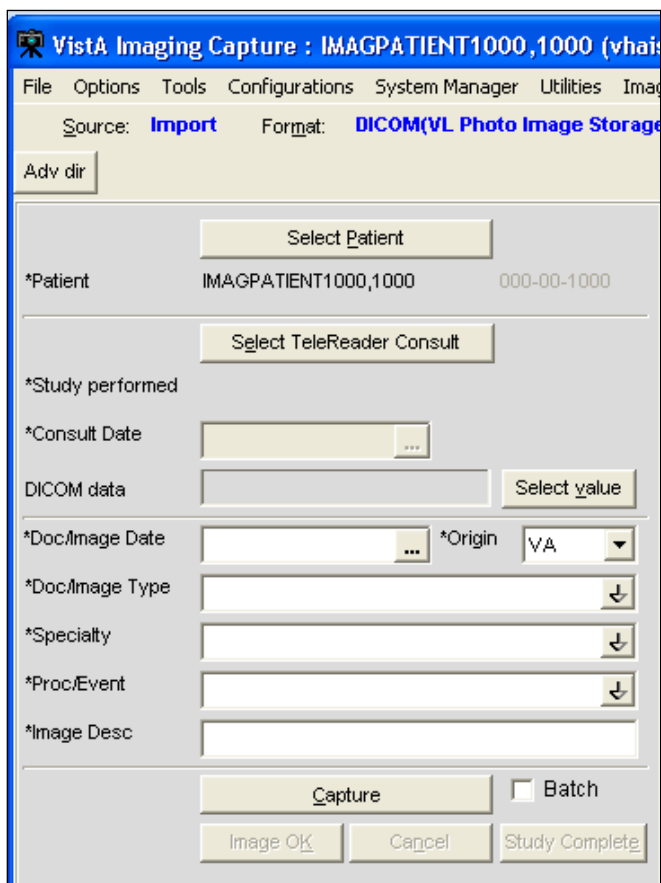 VistA Imaging Capture : IMAGPATIENT1000,1000 (vhais
File Options Tools Configurations System Manager Utilities Imag
Source: Import Format: DICOM(VL Photo Image Storage
Adv dir
Select Patient
*Patient IMAGPATIENT1000,1000 000-00-1000
Select TeleReader Consult
*Study performed
*Consult Date ...
DICOM data Select value
*Doc/Image Date ... *Origin VA
*Doc/Image Type
*Specialty
*Proc/Event
*Image Desc
Capture Batch
Image OK Cancel Study Complete